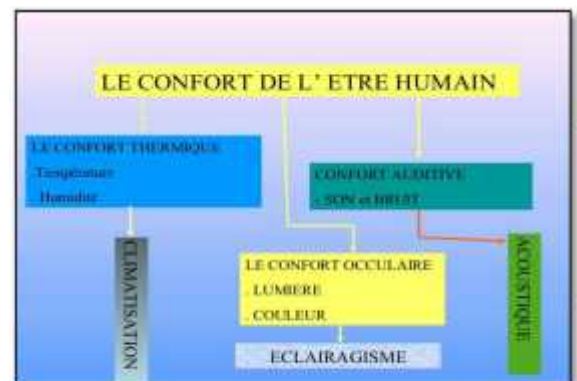 LE CONFORT DE L' ETRE HUMAIN
LE CONFORT THERMIQUE
. Température
. Humidité
CONFORT AUDITIVE
- SON et BRUIT
CLIMATISATION
LE CONFORT OCCULAIRE
. LUMIERE
. COULEUR
ACOUSTIQUE
ECLAIRAGISME